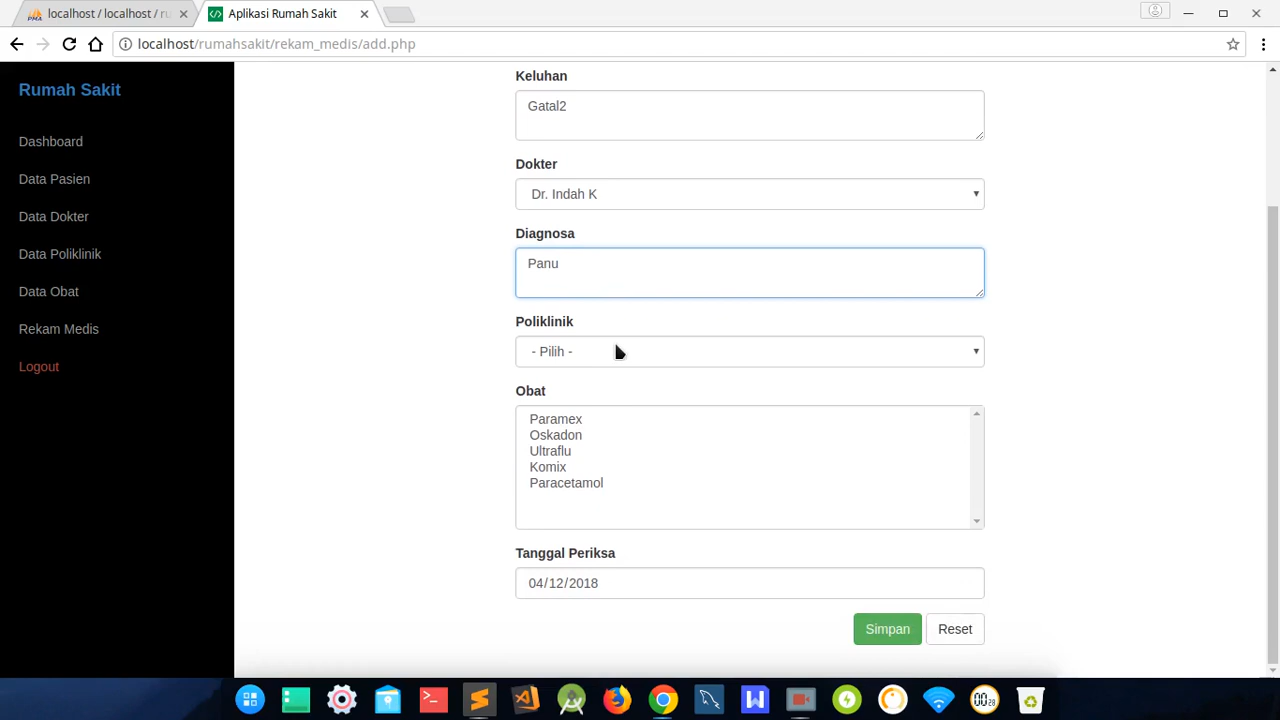 localhost / localhost / ru
Aplikasi Rumah Sakit
localhost/rumahsakit/rekam_medis/add.php
Rumah Sakit
Dashboard
Data Pasien
Data Dokter
Data Poliklinik
Data Obat
Rekam Medis
Logout
Keluhan
Gatal2
Dokter
Dr. Indah K
Diagnosa
Panu
Poliklinik
- Pilih -
Obat
Paramex
Oskadon
Ultraflu
Komix
Paracetamol
Tanggal Periksa
04/12/2018
Simpan
Reset